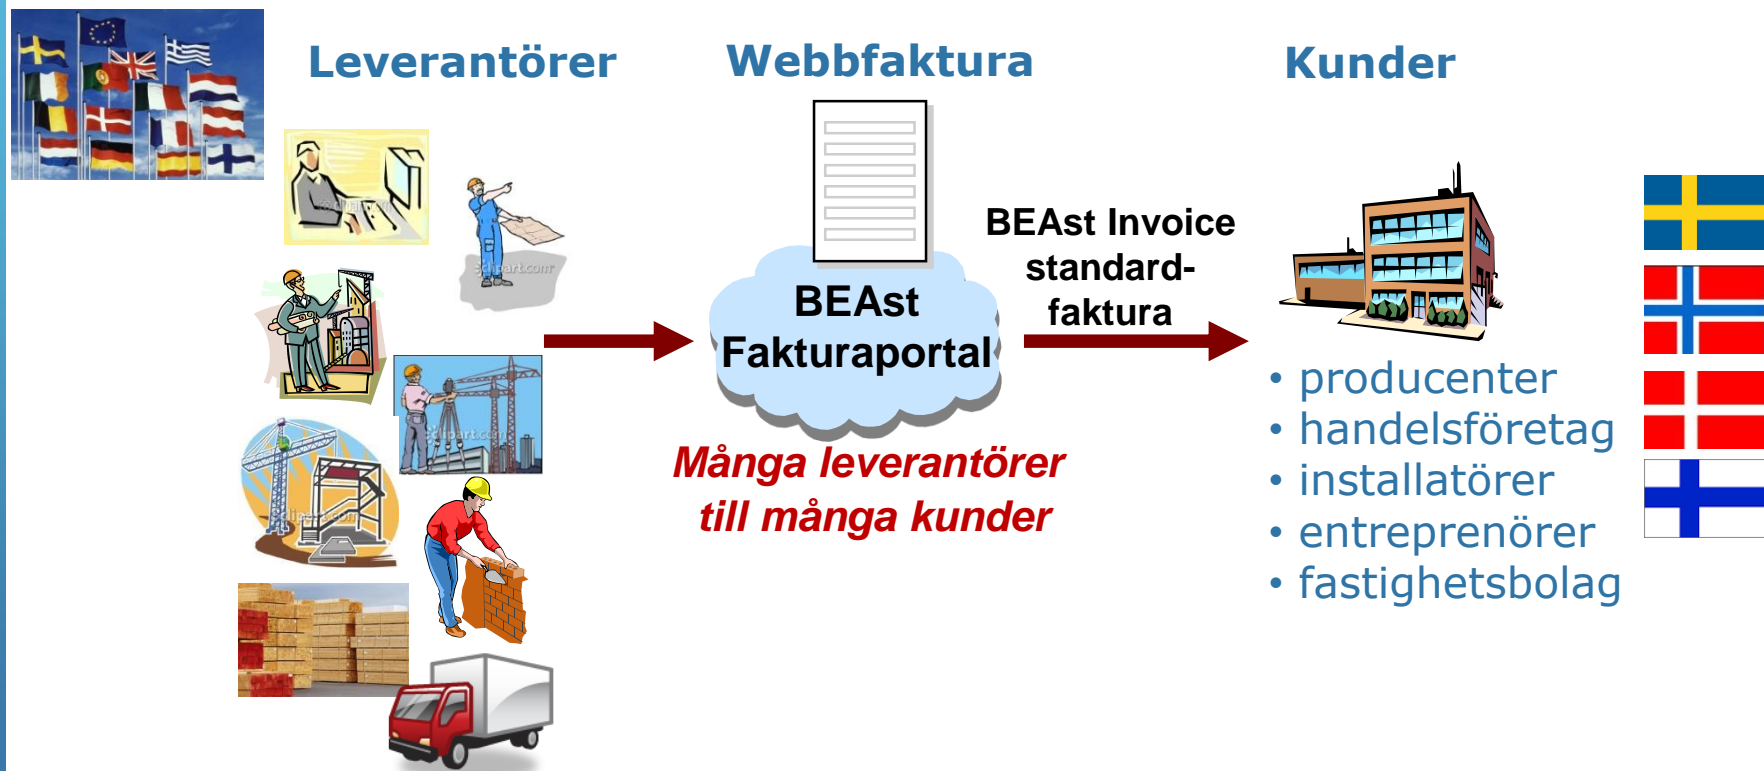 Leverantörer
Webbfaktura
Kunder
BEAst Invoice
standard-
faktura
BEAst
Fakturaportal
Många leverantörer
till många kunder
• producenter
• handelsföretag
• installatörer
• entreprenörer
• fastighetsbolag